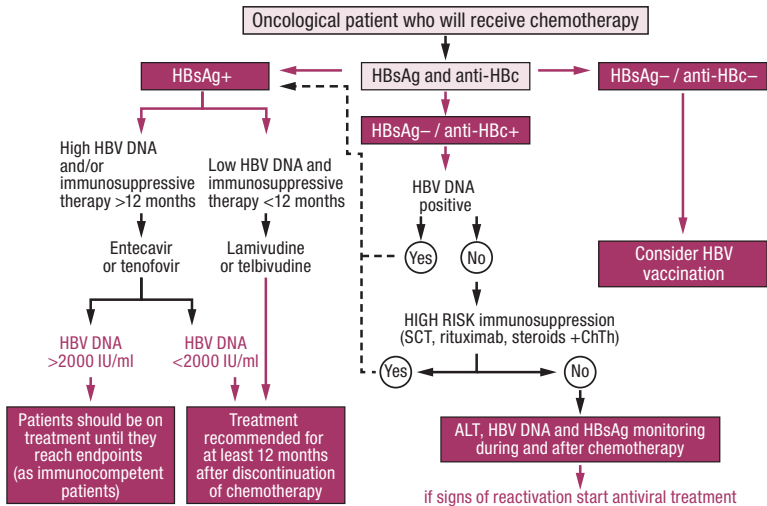 Oncological patient who will receive chemotherapy
HBsAg+
HBsAg and anti-HBc
HBsAg– / anti-HBc–
HBsAg– / anti-HBc+
High HBV DNA
and/or
immunosuppressive
therapy >12 months
Low HBV DNA and
immunosuppressive
therapy <12 months
HBV DNA
positive
Entecavir
or tenofovir
Lamivudine
or telbivudine
Yes
No
Consider HBV
vaccination
HBV DNA
>2000 IU/ml
HBV DNA
<2000 IU/ml
HIGH RISK immunosuppression
(SCT, rituximab, steroids +ChTh)
Yes
No
Patients should be on
treatment until they
reach endpoints
(as immunocompetent
patients)
Treatment
recommended for
at least 12 months
after discontinuation
of chemotherapy
ALT, HBV DNA and HBsAg monitoring
during and after chemotherapy
if signs of reactivation start antiviral treatment